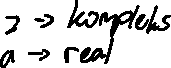 z → kompleks
a → real